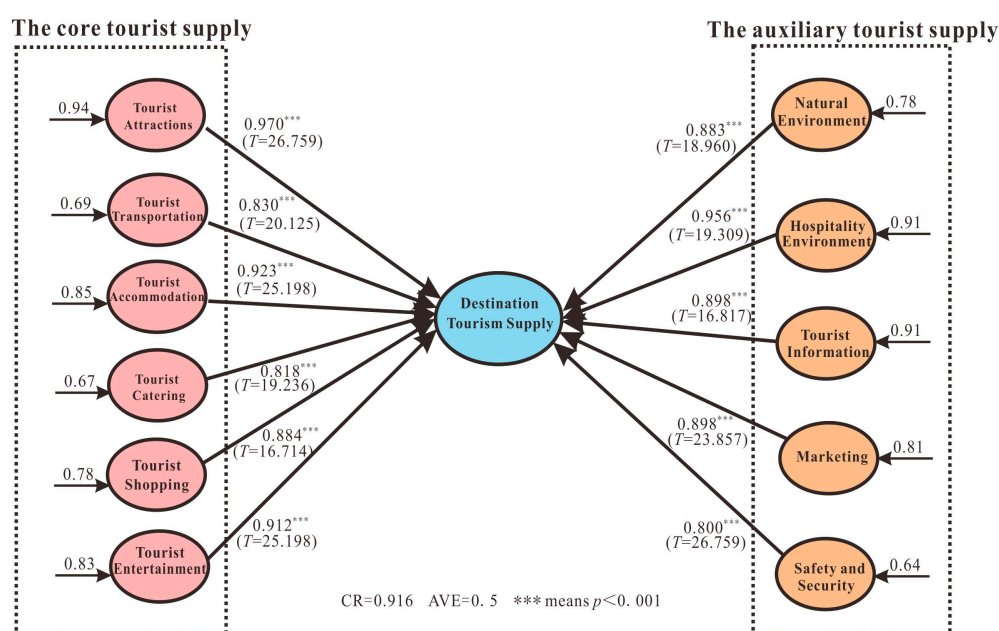 The core tourist supply
The auxiliary tourist supply
0.94
Tourist
Attractions
0.970***
(T=26.759)
0.69
Tourist
Transportation
0.830***
(T=20.125)
0.85
Tourist
Accommodation
0.923***
(T=25.198)
0.67
Tourist
Catering
0.818***
(T=19.236)
0.78
Tourist
Shopping
0.884***
(T=16.714)
0.83
Tourist
Entertainment
0.912***
(T=25.198)
Destination
Tourism Supply
0.883***
(T=18.960)
Natural
Environment
0.78
0.956***
(T=19.309)
Hospitality
Environment
0.91
0.898***
(T=16.817)
Tourist
Information
0.91
0.898***
(T=23.857)
Marketing
0.81
0.800***
(T=26.759)
Safety and
Security
0.64
CR=0.916 AVE=0. 5 *** means p<0. 001